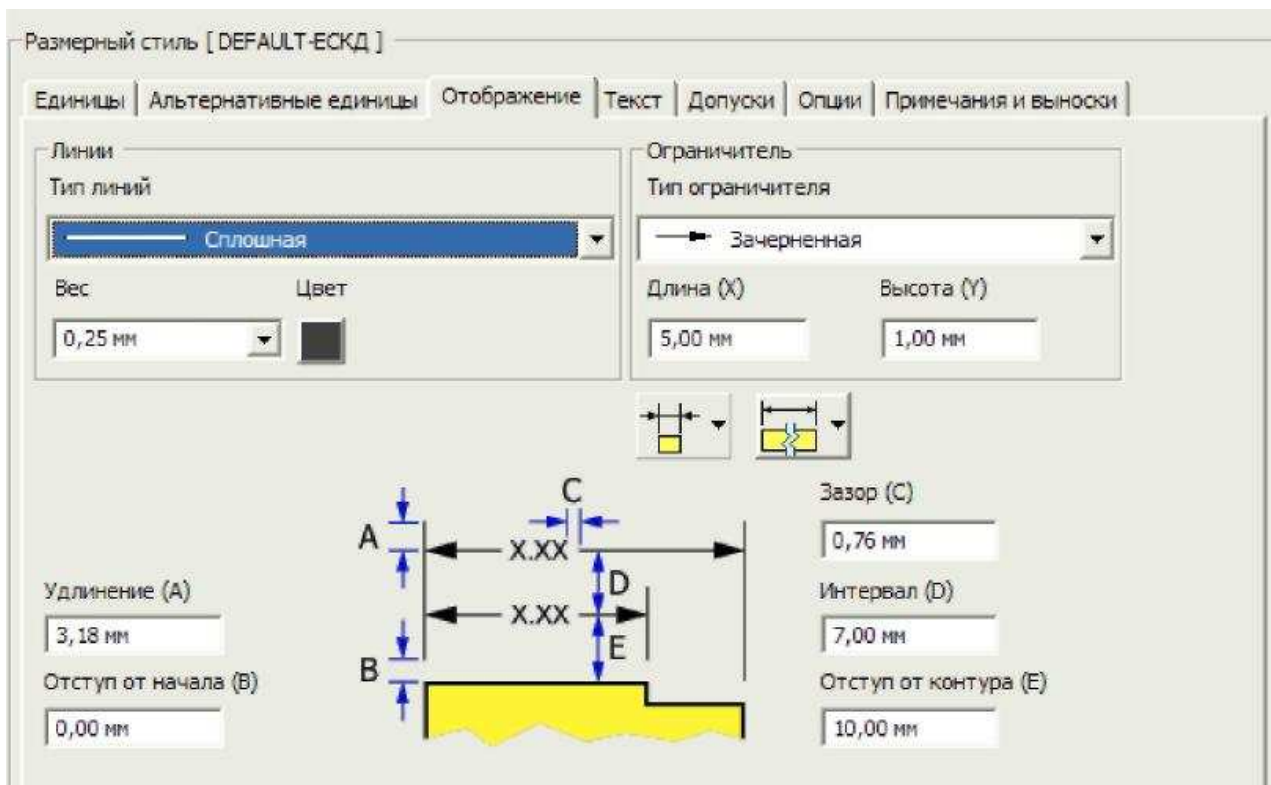 Размерный стиль [ DEFAULT-ЕСКД ]
Единицы Альтернативные единицы Отображение Текст Допуски Опции Примечания и выноски
Линии
Тип линий
Сплошная
Вес Цвет
0,25 мм
Ограничитель
Тип ограничителя
Зачерненная
Длина (X) Высота (Y)
5,00 мм 1,00 мм
C
A
X.XX
D
X.XX
E
B
Удлинение (A)
3,18 мм
Отступ от начала (B)
0,00 мм
Зазор (C)
0,76 мм
Интервал (D)
7,00 мм
Отступ от контура (E)
10,00 мм